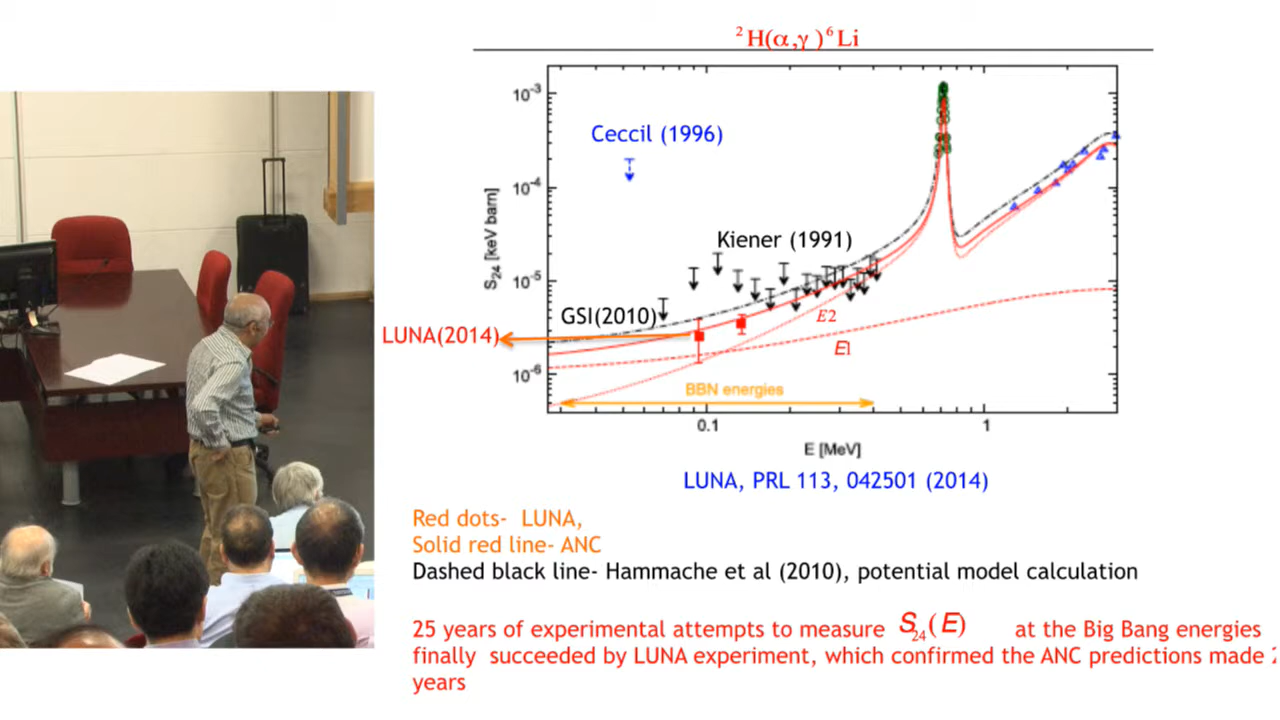 ²H(α,γ)⁶Li
10⁻³
10⁻⁴
10⁻⁵
10⁻⁶
S₂₄ [keV barn]
Ceccil (1996)
Kiener (1991)
GSI(2010)
LUNA(2014)
E2
E1
BBN energies
0.1
1
E [MeV]
LUNA, PRL 113, 042501 (2014)
Red dots- LUNA,
Solid red line- ANC
Dashed black line- Hammache et al (2010), potential model calculation
25 years of experimental attempts to measure S₂₄(E) at the Big Bang energies
finally succeeded by LUNA experiment, which confirmed the ANC predictions made
years